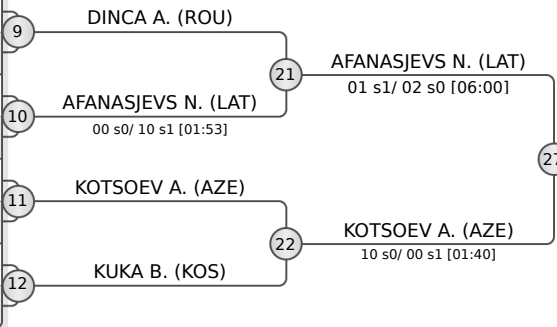 DINCA A. (ROU)
9
21
AFANASJEVS N. (LAT)
01 s1/ 02 s0 [06:00]
AFANASJEVS N. (LAT)
10
00 s0/ 10 s1 [01:53]
27
KOTSOEV A. (AZE)
11
22
KOTSOEV A. (AZE)
10 s0/ 00 s1 [01:40]
KUKA B. (KOS)
12